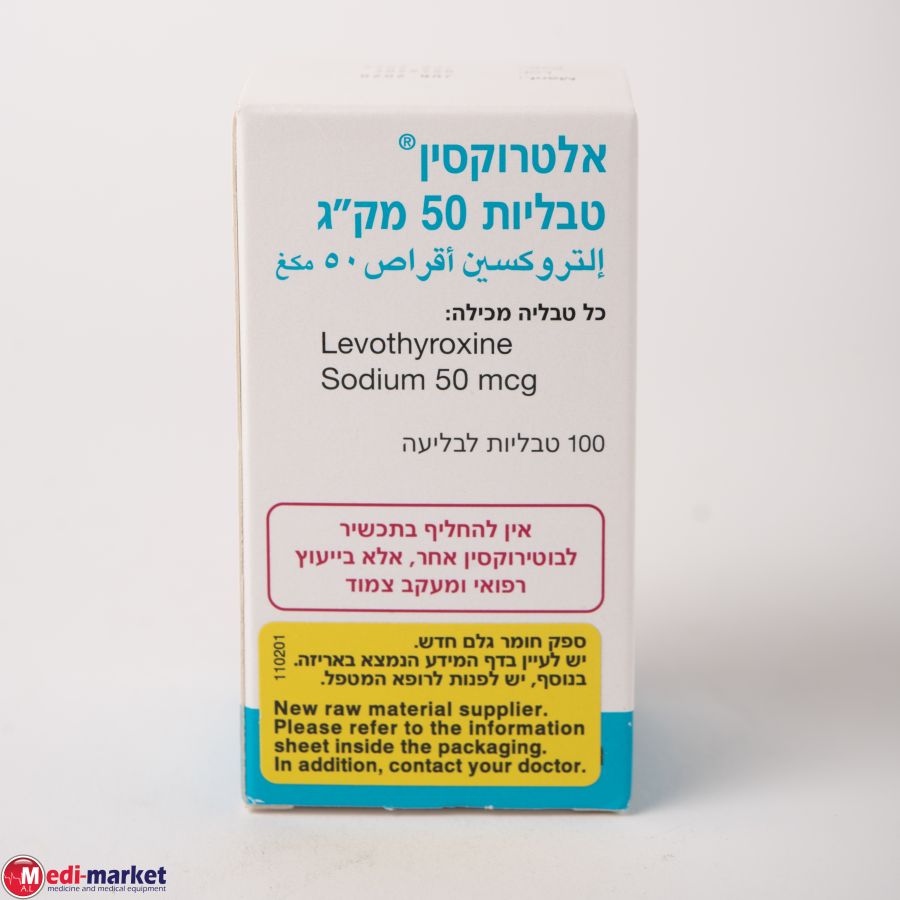 אלטרוקסין®
טבליות 50 מק"ג
إلتروكسين أقراص ٥٠ مكغ
כל טבליה מכילה:
Levothyroxine
Sodium 50 mcg
100 טבליות לבליעה
אין להחליף בתכשיר
לבוטירוקסין אחר, אלא בייעוץ
רפואי ומעקב צמוד
110201
ספק חומר גלם חדש.
יש לעיין בדף המידע הנמצא באריזה.
בנוסף, יש לפנות לרופא המטפל.
New raw material supplier.
Please refer to the information
sheet inside the packaging.
In addition, contact your doctor.
Medi-market
A.L
medicine and medical equipment